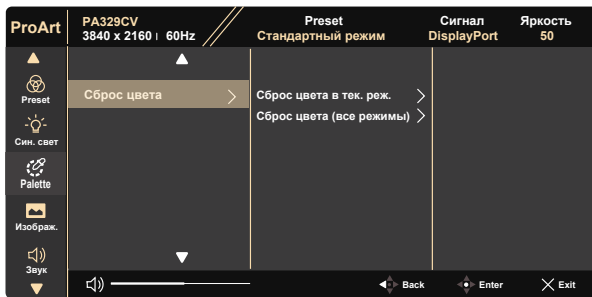 ProArt
PA329CV
3840 x 2160 | 60Hz
Preset
Стандартный режим
Сигнал
DisplayPort
Яркость
50
Preset
Син. свет
Palette
Изображ.
Звук
Сброс цвета
Сброс цвета в тек. реж.
Сброс цвета (все режимы)
Back
Enter
Exit